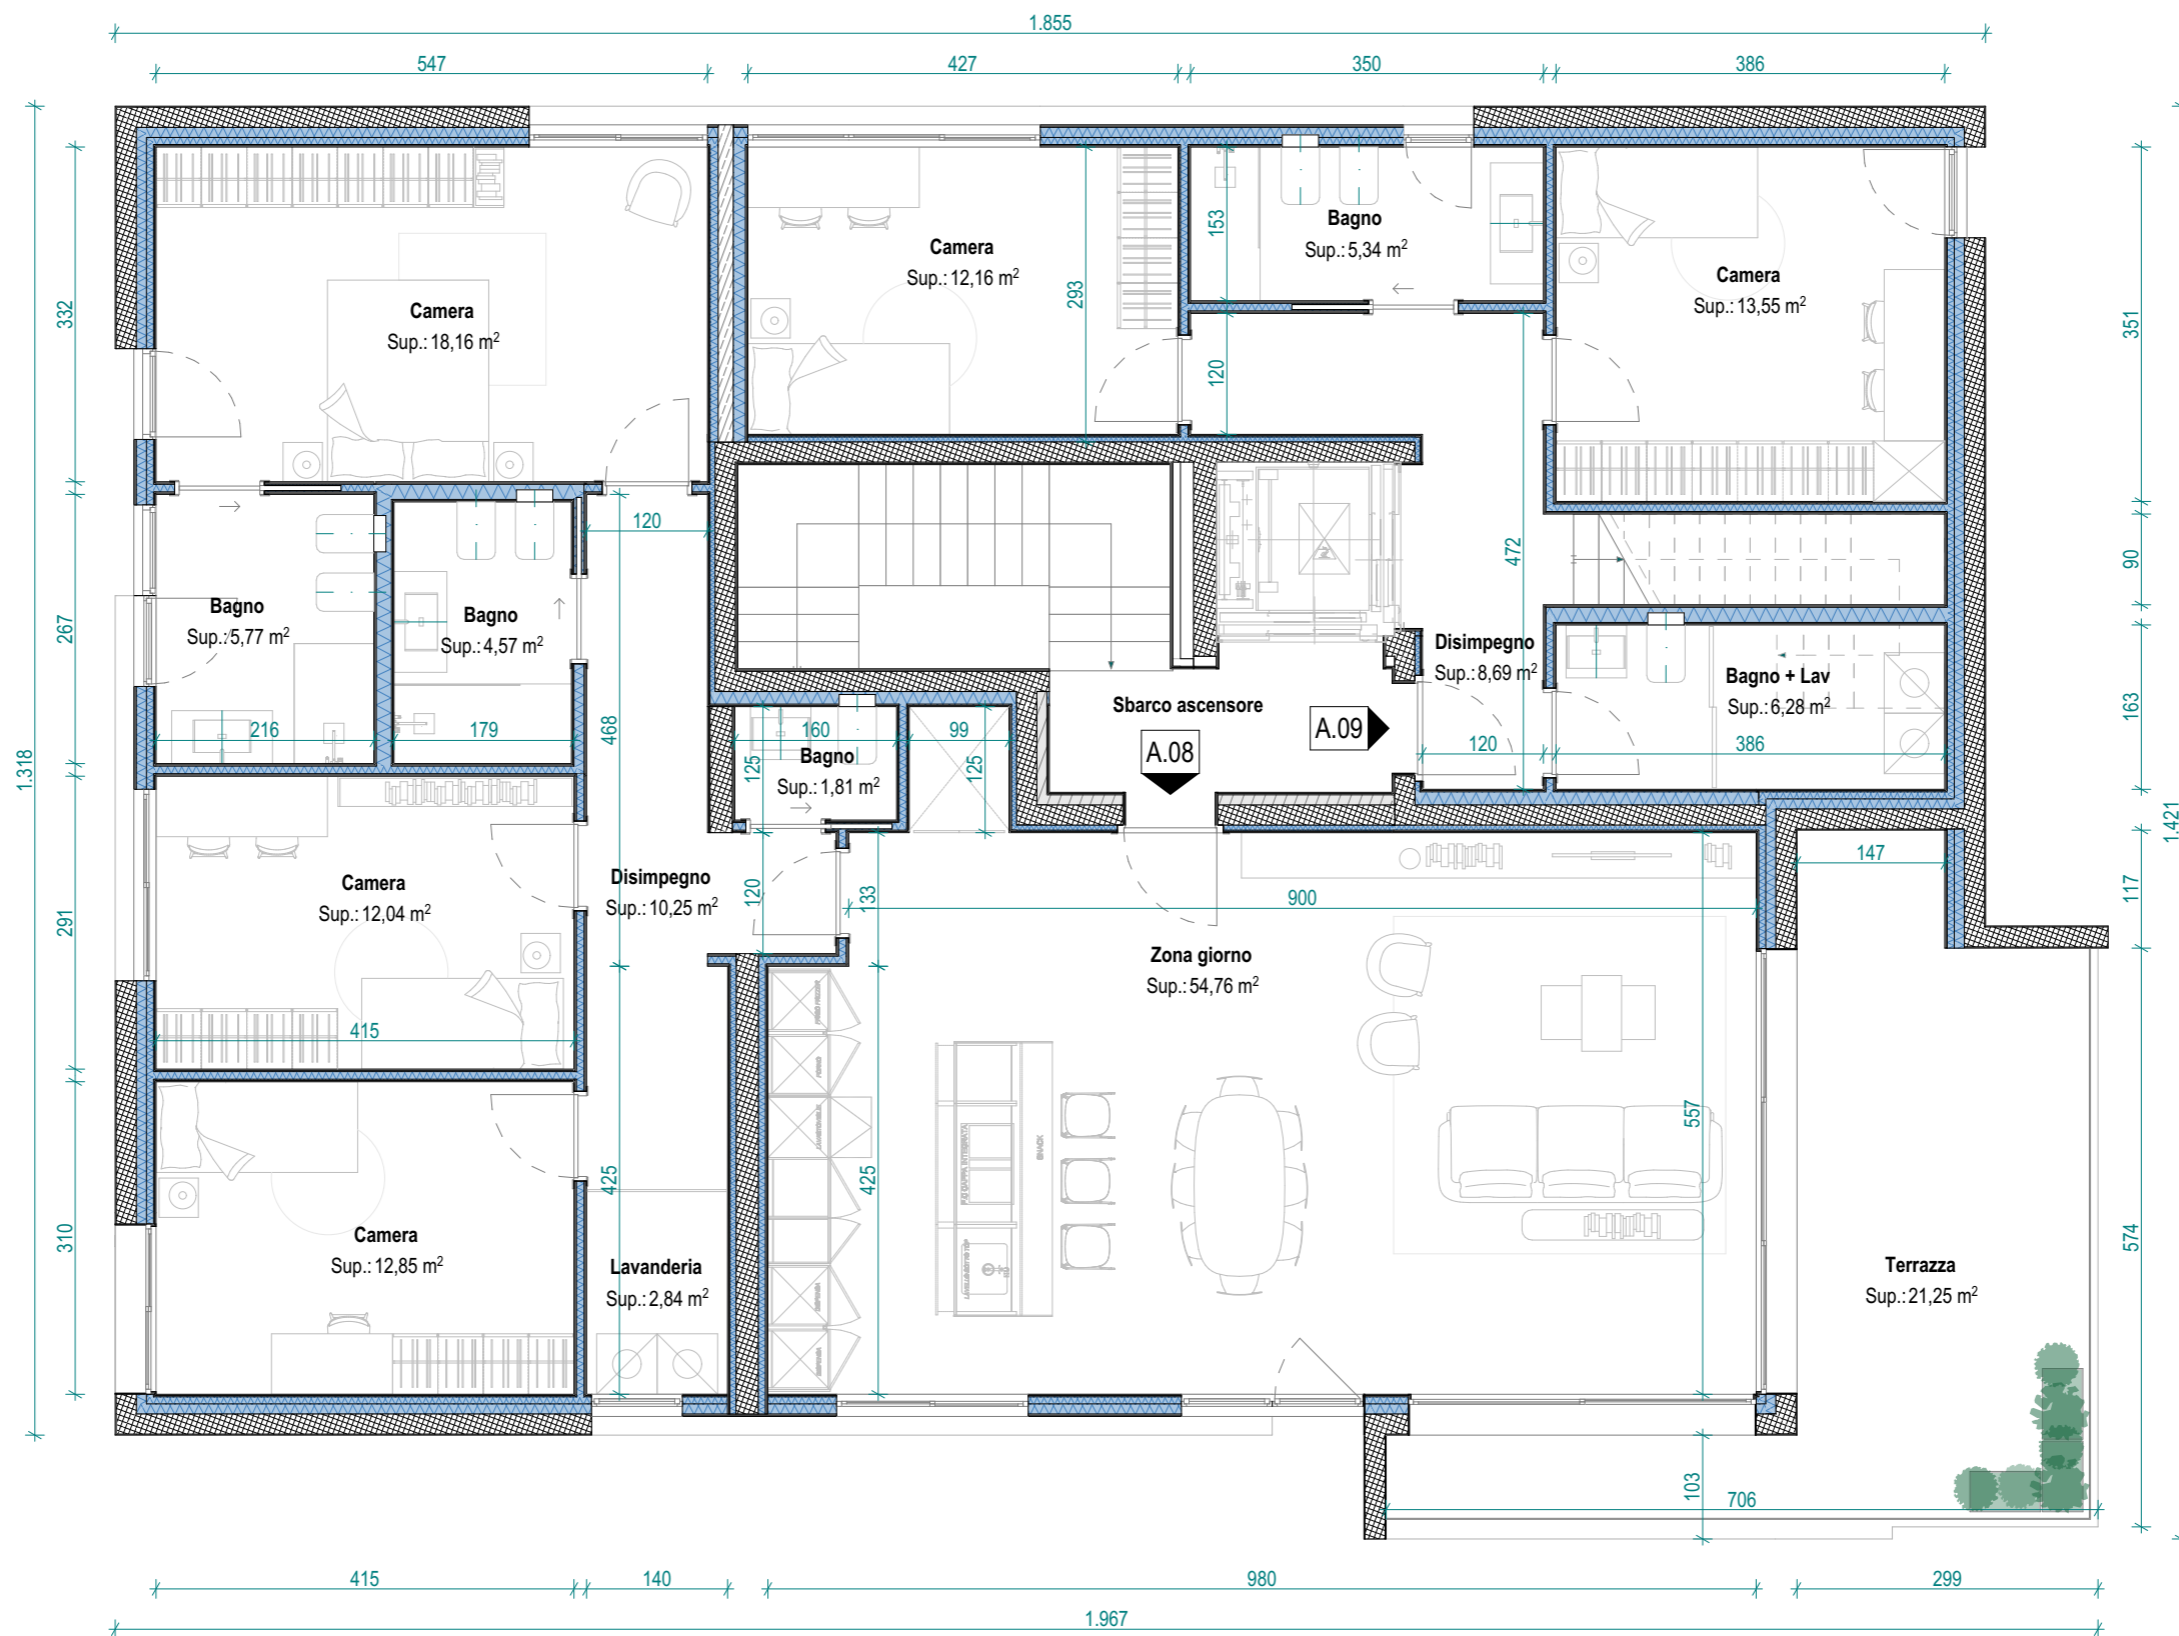 1.855
547
427
350
386
Camera
Sup.: 18,16 m²
Camera
Sup.: 12,16 m²
Bagno
Sup.: 5,34 m²
Camera
Sup.: 13,55 m²
332
293
153
120
351
120
472
90
Bagno
Sup.: 5,77 m²
Bagno
Sup.: 4,57 m²
267
216
179
468
Disimpegno
Sup.: 8,69 m²
Bagno + Lav
Sup.: 6,28 m²
163
120
386
Sbarco ascensore
A.08
A.09
160
99
Bagno
Sup.: 1,81 m²
125
125
1.318
1.421
147
117
Camera
Sup.: 12,04 m²
291
415
Disimpegno
Sup.: 10,25 m²
120
133
900
Zona giorno
Sup.: 54,76 m²
FORNO
SNACK
557
425
425
574
Camera
Sup.: 12,85 m²
310
Lavanderia
Sup.: 2,84 m²
DISPENSA
DISPENSA
Terrazza
Sup.: 21,25 m²
103
706
415
140
980
299
1.967